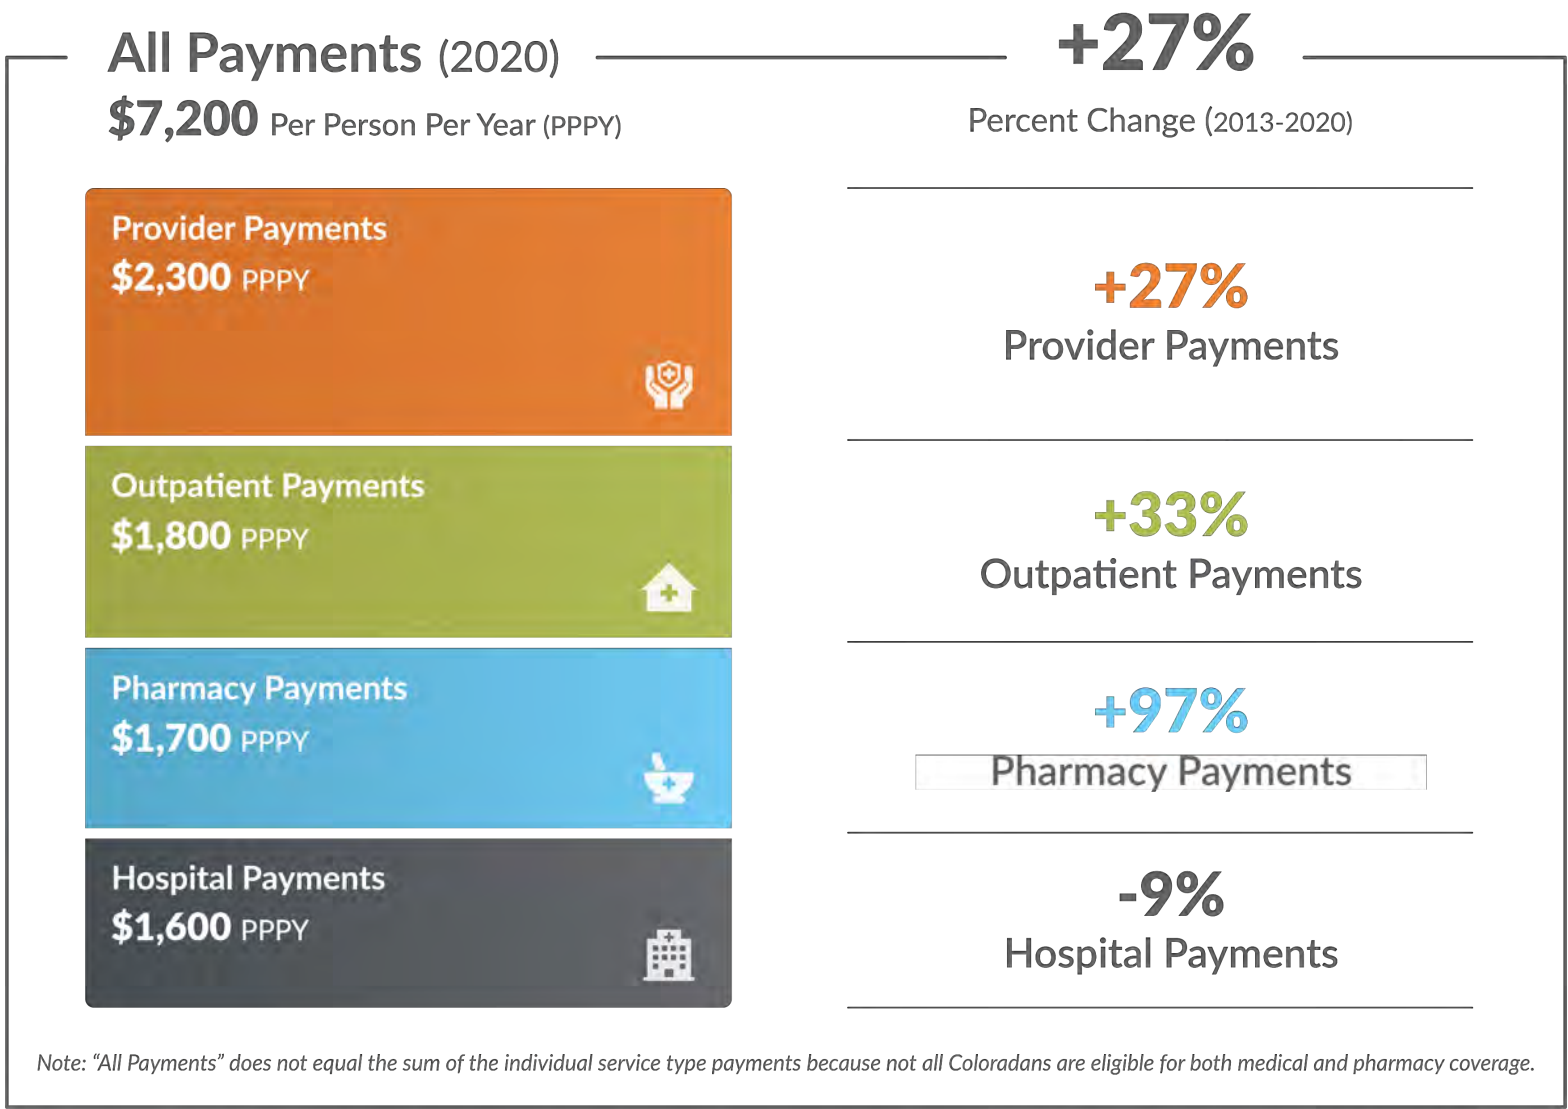 All Payments (2020)
$7,200 Per Person Per Year (PPPY)
+27%
Percent Change (2013-2020)
Provider Payments
$2,300 PPPY
+27%
Provider Payments
Outpatient Payments
$1,800 PPPY
+33%
Outpatient Payments
Pharmacy Payments
$1,700 PPPY
+97%
Pharmacy Payments
Hospital Payments
$1,600 PPPY
-9%
Hospital Payments
Note: “All Payments” does not equal the sum of the individual service type payments because not all Coloradans are eligible for both medical and pharmacy coverage.